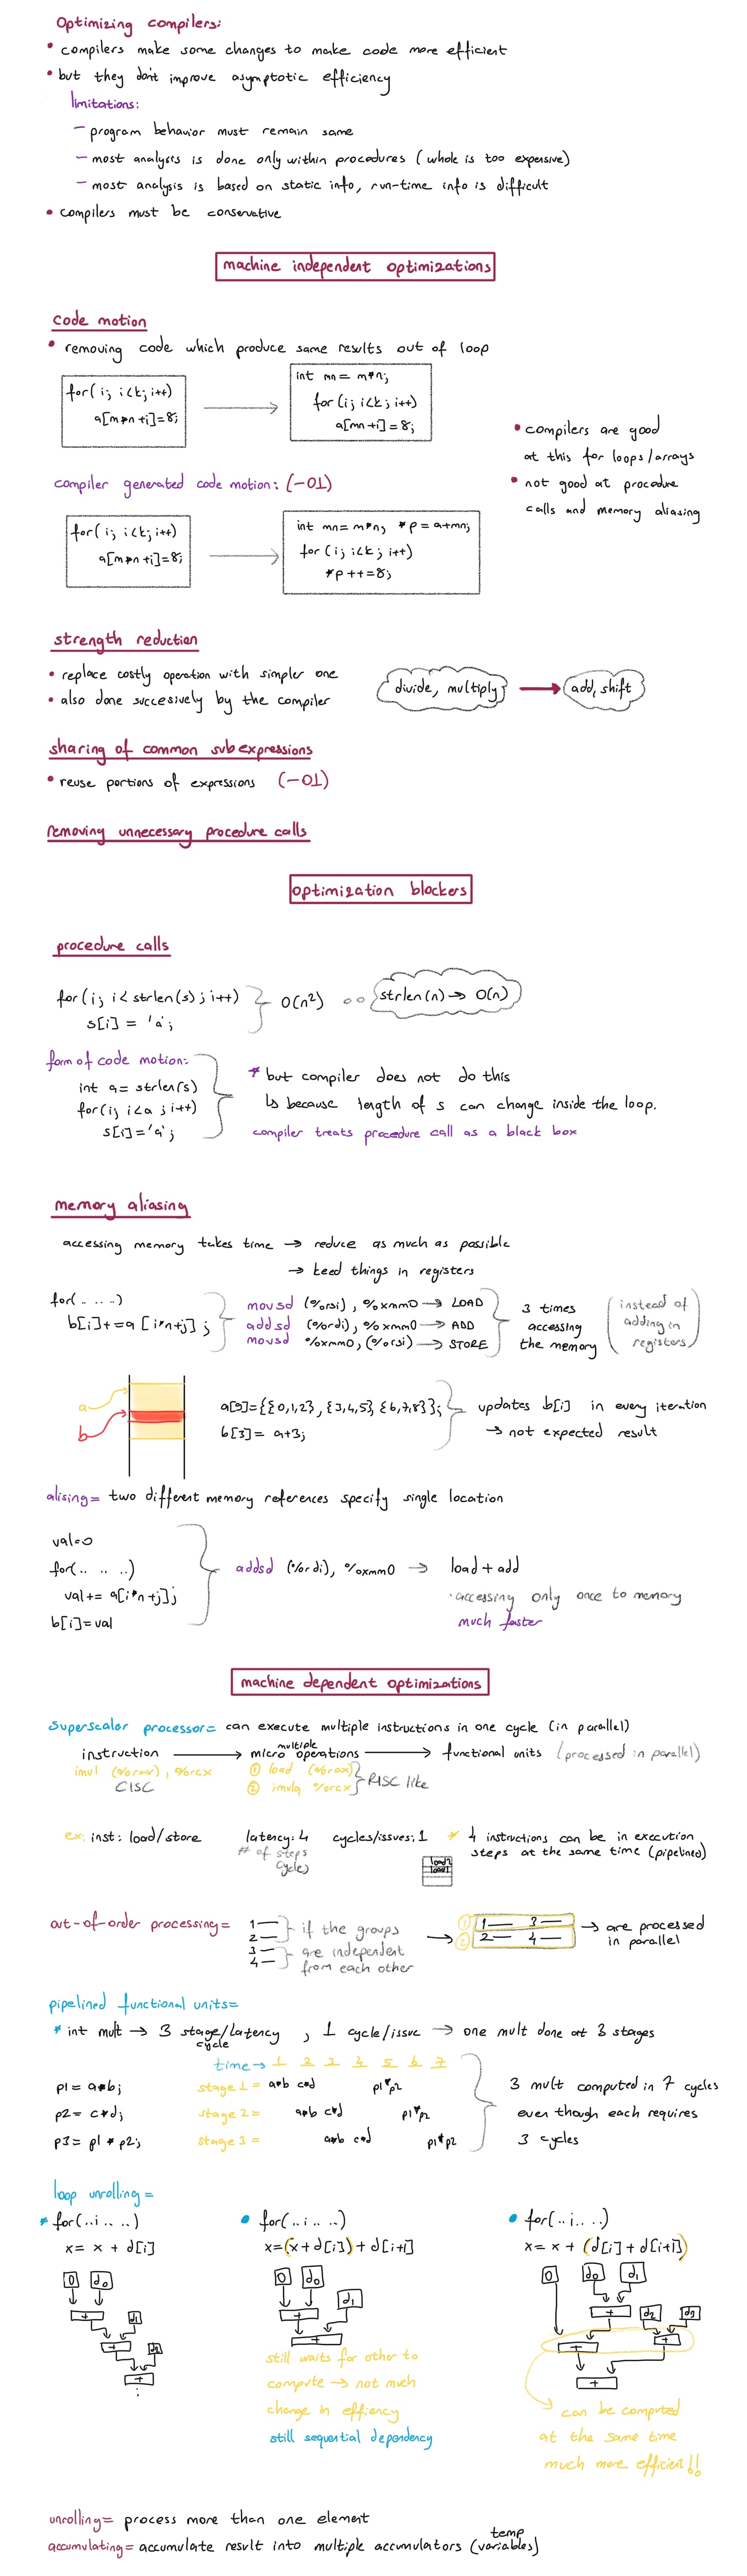 Optimizing compilers:
• compilers make some changes to make code more efficient
• but they don't improve asymptotic efficiency
limitations:
– program behavior must remain same
– most analysis is done only within procedures (whole is too expensive)
– most analysis is based on static info, run-time info is difficult
• compilers must be conservative
machine independent optimizations
code motion
• removing code which produce same results out of loop
for(i; i<k; i++)
a[m*n+i]=8;
int mn = m*n;
for(i; i<k; i++)
a[mn+i]=8;
• compilers are good
at this for loops/arrays
• not good at procedure
calls and memory aliasing
compiler generated code motion: (-O1)
for(i; i<k; i++)
a[m*n+i]=8;
int mn= m*n; *p = a+mn;
for (i; i<k; i++)
*p++=8;
strength reduction
• replace costly operation with simpler one
• also done succesively by the compiler
divide, multiply → add, shift
sharing of common subexpressions
• reuse portions of expressions (-O1)
removing unnecessary procedure calls
optimization blockers
procedure calls
for(i; i<strlen(s); i++)
s[i] = 'a';
O(n²)
strlen(n) → O(n)
form of code motion:
int a= strlen(s)
for(i; i<a; i++)
s[i]='a';
* but compiler does not do this
↳ because length of s can change inside the loop.
compiler treats procedure call as a black box
memory aliasing
accessing memory takes time → reduce as much as possible
→ keed things in registers
for(.. .. ..)
b[i]+=a[i*n+j];
movsd (%rsi), %xmm0 → LOAD
addsd (%rdi), %xmm0 → ADD
movsd %xmm0, (%rsi) → STORE
3 times
accessing
the memory
(instead of
adding in
registers)
a
b
a[9]={{0,1,2}, {3,4,5} {6,7,8}};
b[3]= a+3;
updates b[i] in every iteration
→ not expected result
alising= two different memory references specify single location
val=0
for(.. .. ..)
val+= a[i*n+j];
b[i]=val
addsd (%rdi), %xmm0 → load + add
·accessing only once to memory
much faster
machine dependent optimizations
superscalar processor= can execute multiple instructions in one cycle (in parallel)
instruction → multiple micro operations → functional units (processed in parallel)
imul (%rax), %rcx
CISC
① load (%rax)
② imulq %rcx
RISC like
ex: inst: load/store
latency: 4
# of steps
cycles
cycles/issues: 1
* 4 instructions can be in execution
steps at the same time (pipelined)
load2
load1
out-of-order processing=
1—
2—
3—
4—
if the groups
are independent
from each other
① 1— 3—
② 2— 4—
→ are processed
in parallel
pipelined functional units=
* int mult → 3 stage/latency cycle, 1 cycle/issue → one mult done at 3 stages
time→ 1 2 3 4 5 6 7
p1= a*b;
p2= c*d;
p3= p1 * p2;
stage 1 = a*b c*d p1*p2
stage 2 = a*b c*d p1*p2
stage 3 = a*b c*d p1*p2
3 mult computed in 7 cycles
even though each requires
3 cycles
loop unrolling=
* for(..i.. ..)
x= x + d[i]
0 d0
+ d1
+ d2
+
• for(..i.. ..)
x=(x+d[i])+d[i+1]
0 d0
+ d1
+
still waits for other to
compute → not much
change in effiency
still sequential dependency
• for(..i.. ..)
x= x + (d[i]+d[i+1])
0 d0 d1
+ d2 d3
+ +
+
can be computed
at the same time
much more efficient!!
unrolling= process more than one element
accumulating= accumulate result into multiple accumulators (temp variables)